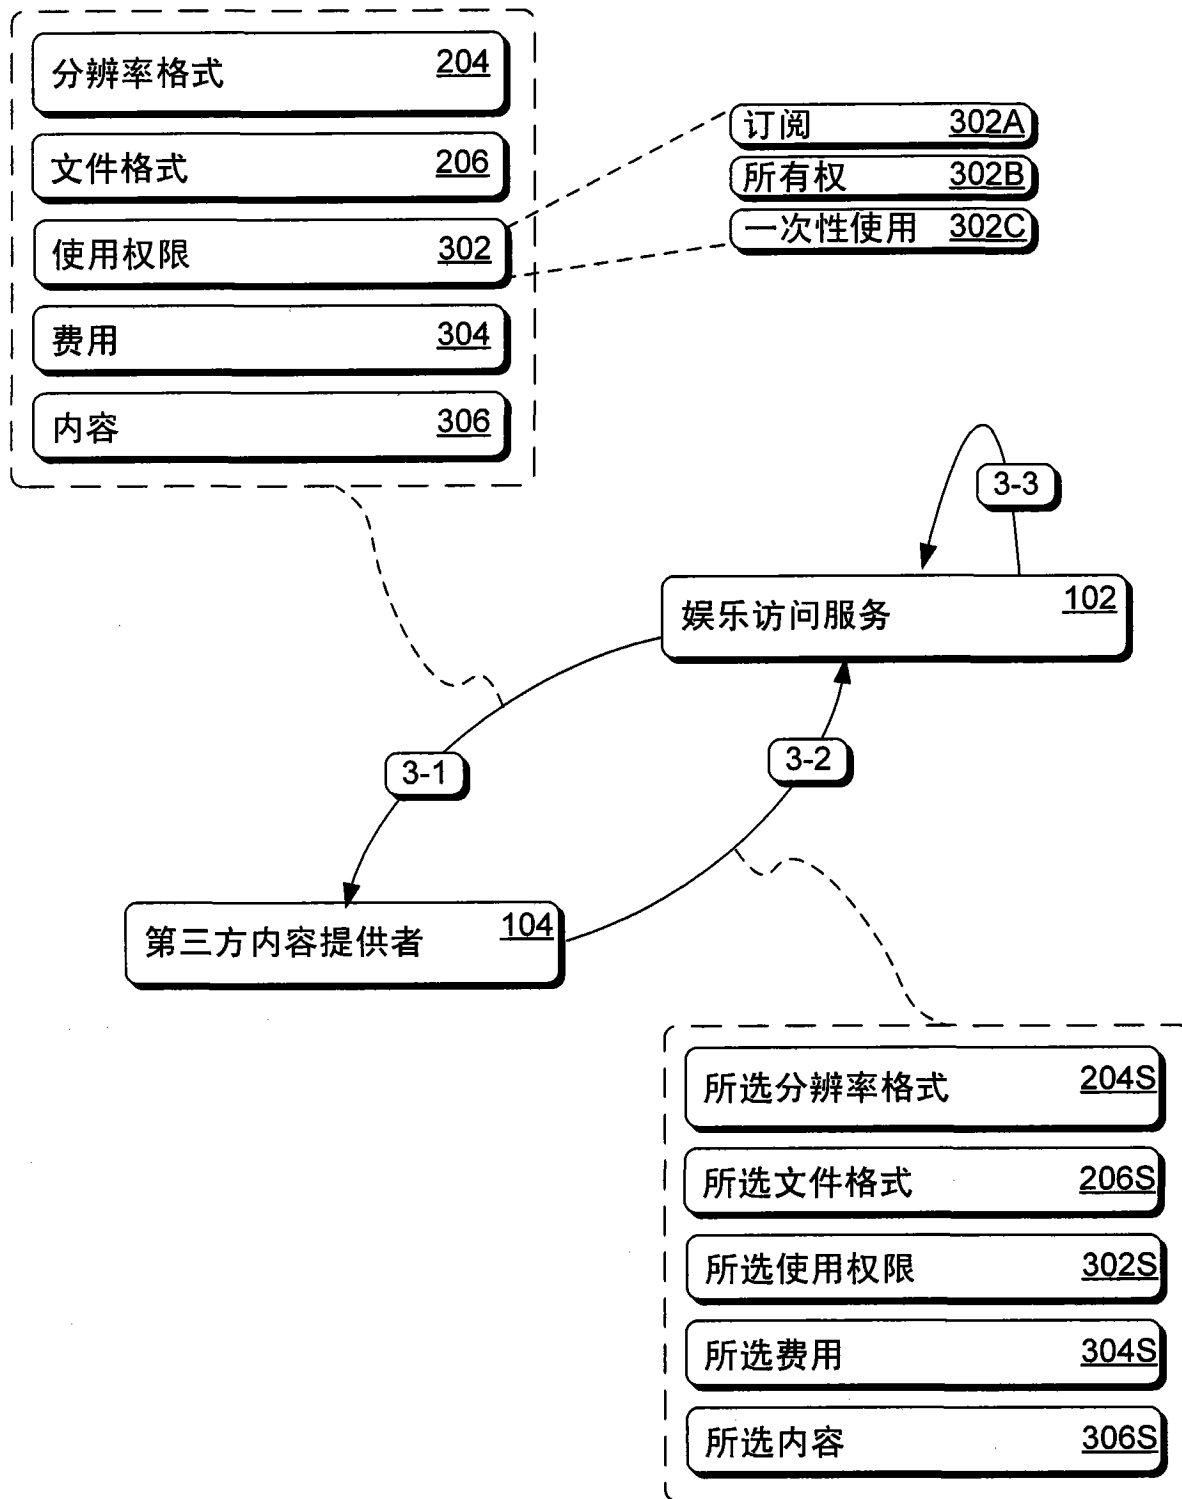 分辨率格式 204
文件格式 206
使用权限 302
费用 304
内容 306
订阅 302A
所有权 302B
一次性使用 302C
3-3
娱乐访问服务 102
3-1
3-2
第三方内容提供者 104
所选分辨率格式 204S
所选文件格式 206S
所选使用权限 302S
所选费用 304S
所选内容 306S